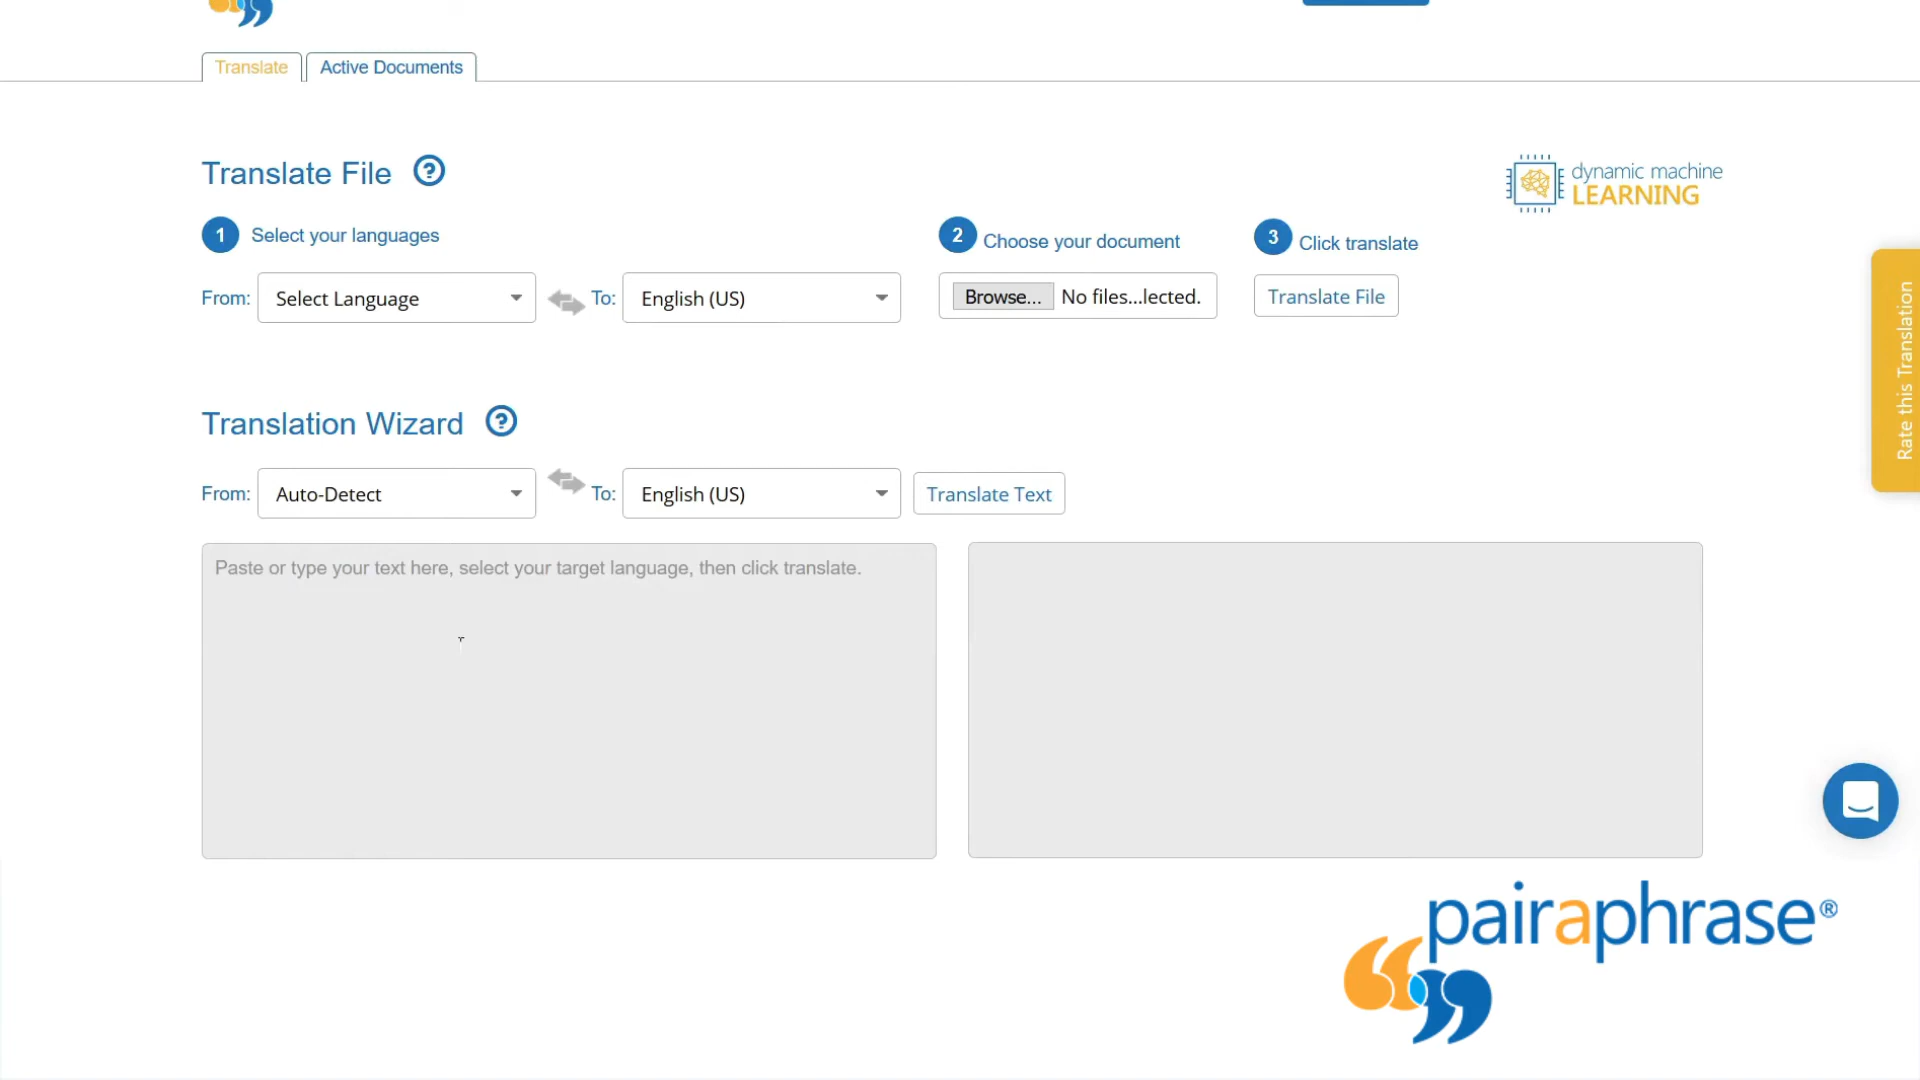 Translate
Active Documents
Translate File ?
dynamic machine
LEARNING
1 Select your languages
2 Choose your document
3 Click translate
From: Select Language To: English (US) Browse... No files...lected. Translate File
Rate this Translation
Translation Wizard ?
From: Auto-Detect To: English (US) Translate Text
Paste or type your text here, select your target language, then click translate.
pairaphrase®